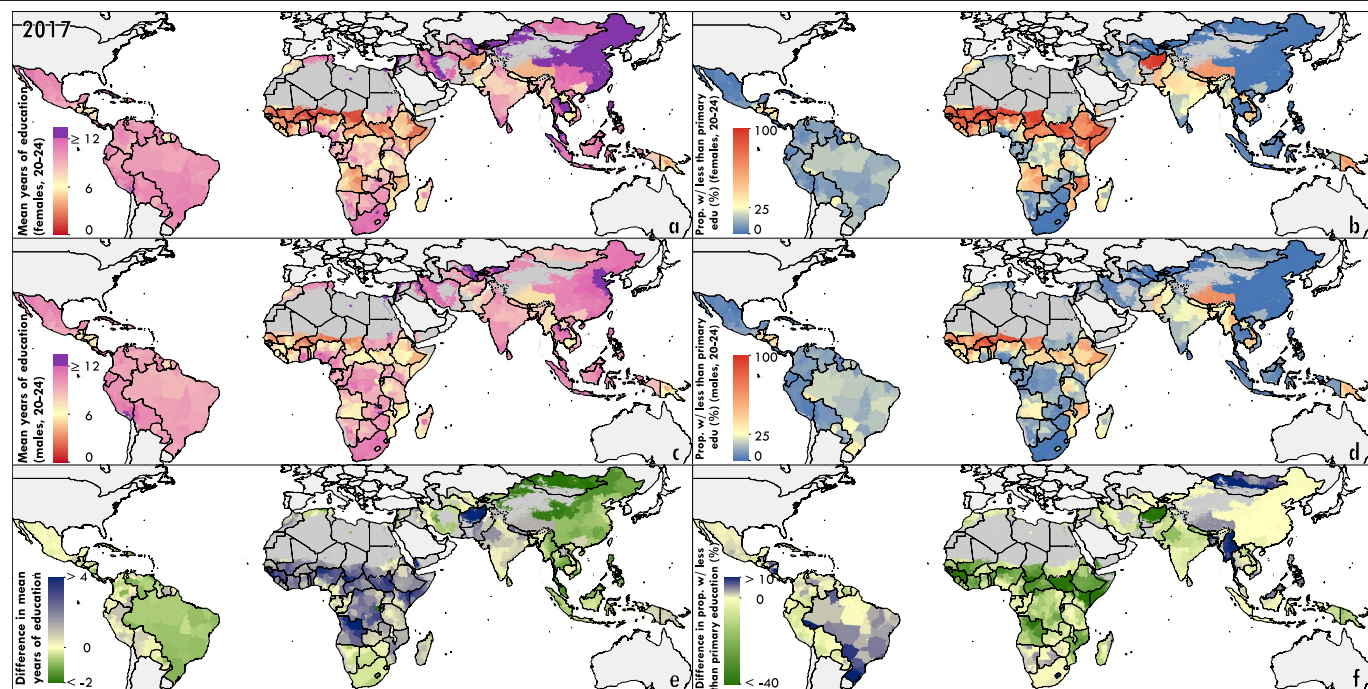 2017
Mean years of education
(females, 20–24)
≥ 12
6
0
a
Prop. w/ less than primary
edu (%) (females, 20–24)
100
25
0
b
Mean years of education
(males, 20–24)
≥ 12
6
0
c
Prop. w/ less than primary
edu (%) (males, 20–24)
100
25
0
d
Difference in mean
years of education
> 4
0
< -2
e
Difference in prop. w/ less
than primary education (%)
> 10
0
< -40
f